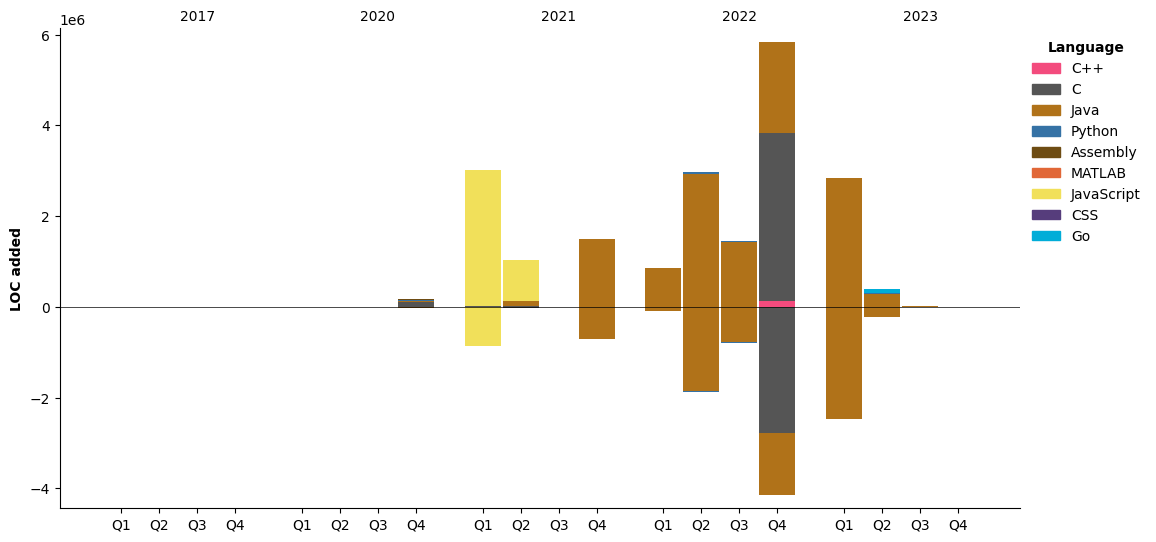 2017 2020 2021 2022 2023
1e6
6
4
2
0
−2
−4
LOC added
Q1 Q2 Q3 Q4 Q1 Q2 Q3 Q4 Q1 Q2 Q3 Q4 Q1 Q2 Q3 Q4 Q1 Q2 Q3 Q4
Language
C++
C
Java
Python
Assembly
MATLAB
JavaScript
CSS
Go